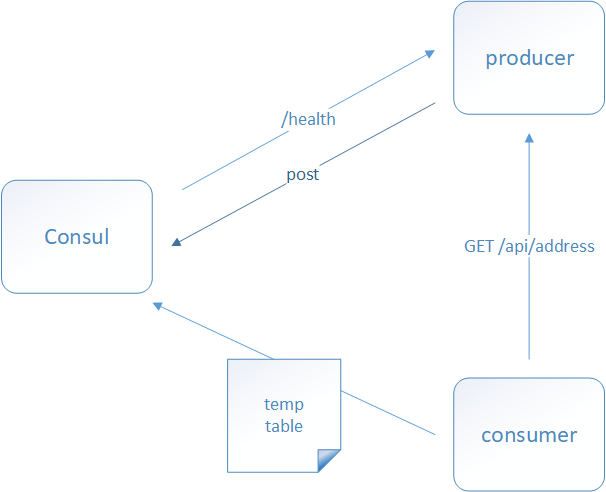 producer
/health
post
Consul
GET /api/address
temp
table
consumer